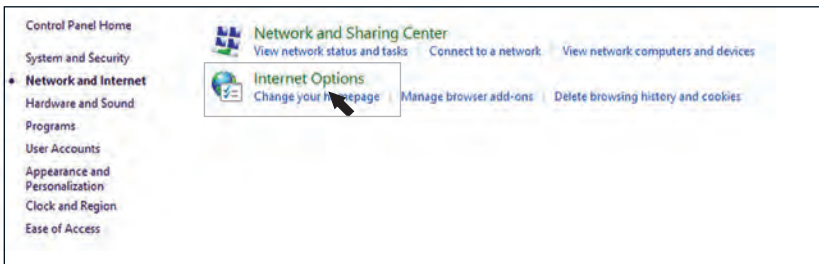 Control Panel Home
System and Security
Network and Internet
Hardware and Sound
Programs
User Accounts
Appearance and
Personalization
Clock and Region
Ease of Access
Network and Sharing Center
View network status and tasks Connect to a network View network computers and devices
Internet Options
Change your homepage Manage browser add-ons Delete browsing history and cookies